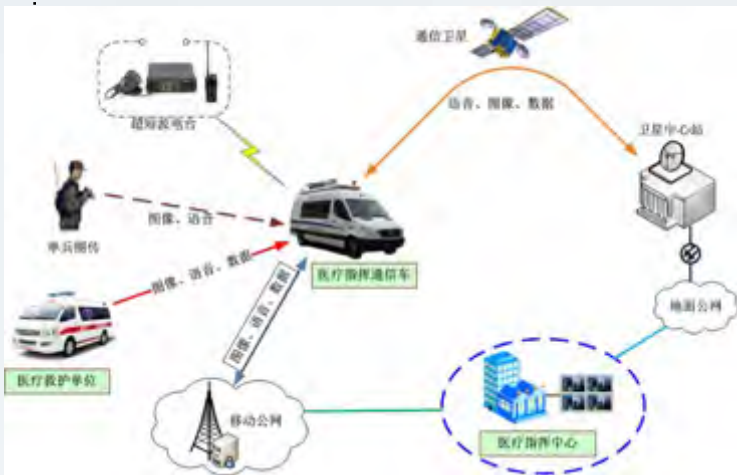 通信卫星
语音、图像、数据
超短波电台
卫星中心站
图像、语音
单兵图传
医疗指挥通信车
图像、语音、数据
图像、语音、数据
地面公网
医疗救护单位
移动公网
医疗指挥中心